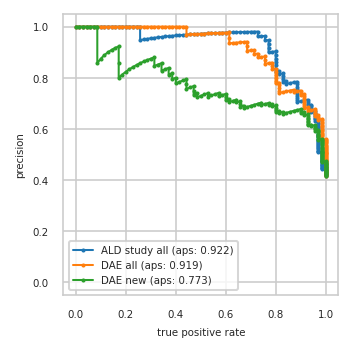 1.0
0.8
0.6
0.4
0.2
0.0
precision
ALD study all (aps: 0.922)
DAE all (aps: 0.919)
DAE new (aps: 0.773)
0.0 0.2 0.4 0.6 0.8 1.0
true positive rate